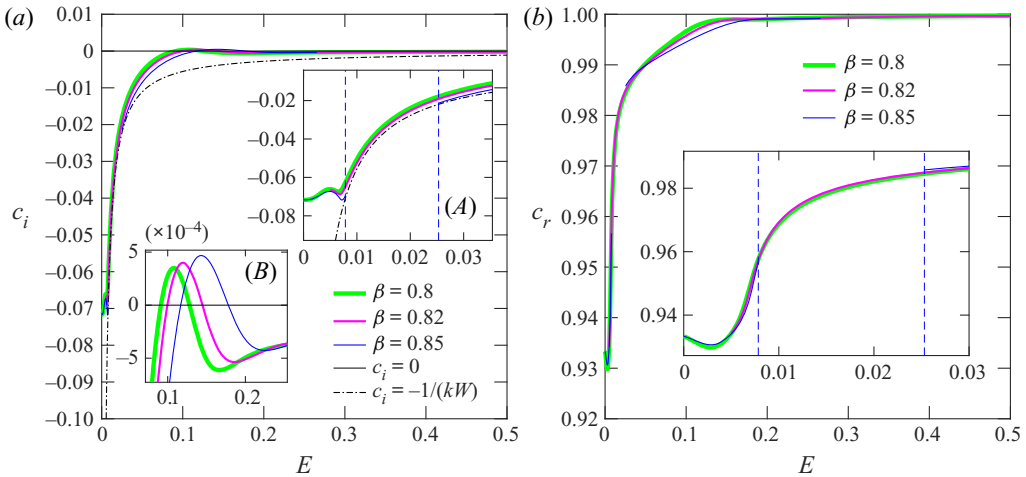 (a)
0.01
0
–0.01
–0.02
–0.03
–0.04
–0.05
–0.06
–0.07
–0.08
–0.09
–0.10
c_i
0 0.1 0.2 0.3 0.4 0.5
E
–0.02
–0.04
–0.06
–0.08
(A)
0 0.01 0.02 0.03
(×10^–4)
5
0
–5
(B)
0.1 0.2
β = 0.8
β = 0.82
β = 0.85
c_i = 0
c_i = –1/(kW)
(b)
1.00
0.99
0.98
0.97
0.96
0.95
0.94
0.93
0.92
c_r
0 0.1 0.2 0.3 0.4 0.5
E
β = 0.8
β = 0.82
β = 0.85
0.98
0.96
0.94
0 0.01 0.02 0.03